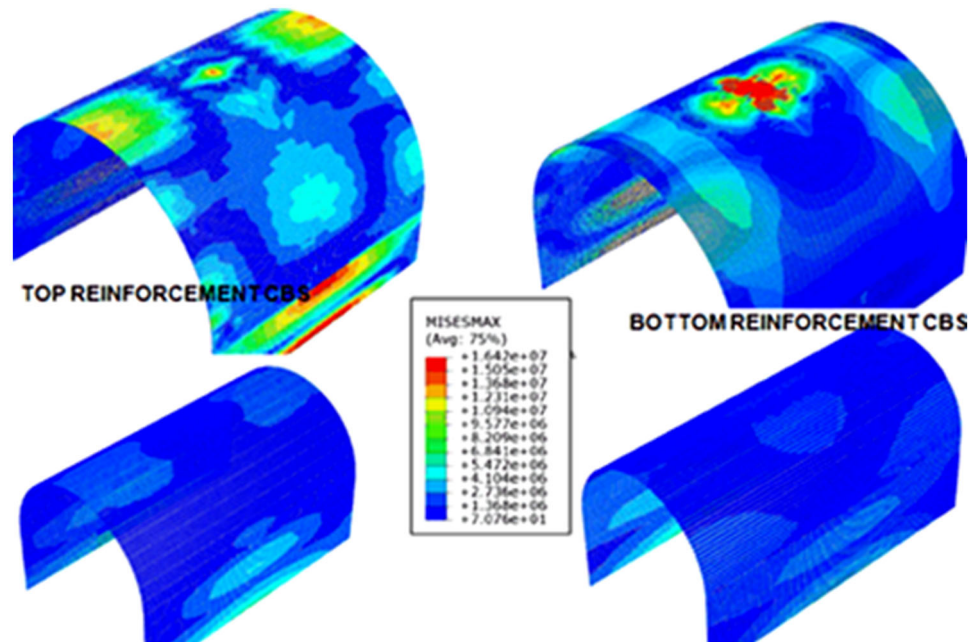 TOP REINFORCEMENT CBS
BOTTOM REINFORCEMENT CBS
MISESMAX
(Avg: 75%)
+1.642e+07
+1.505e+07
+1.368e+07
+1.231e+07
+1.094e+07
+9.577e+06
+8.209e+06
+6.841e+06
+5.472e+06
+4.104e+06
+2.736e+06
+1.368e+06
+7.076e+01